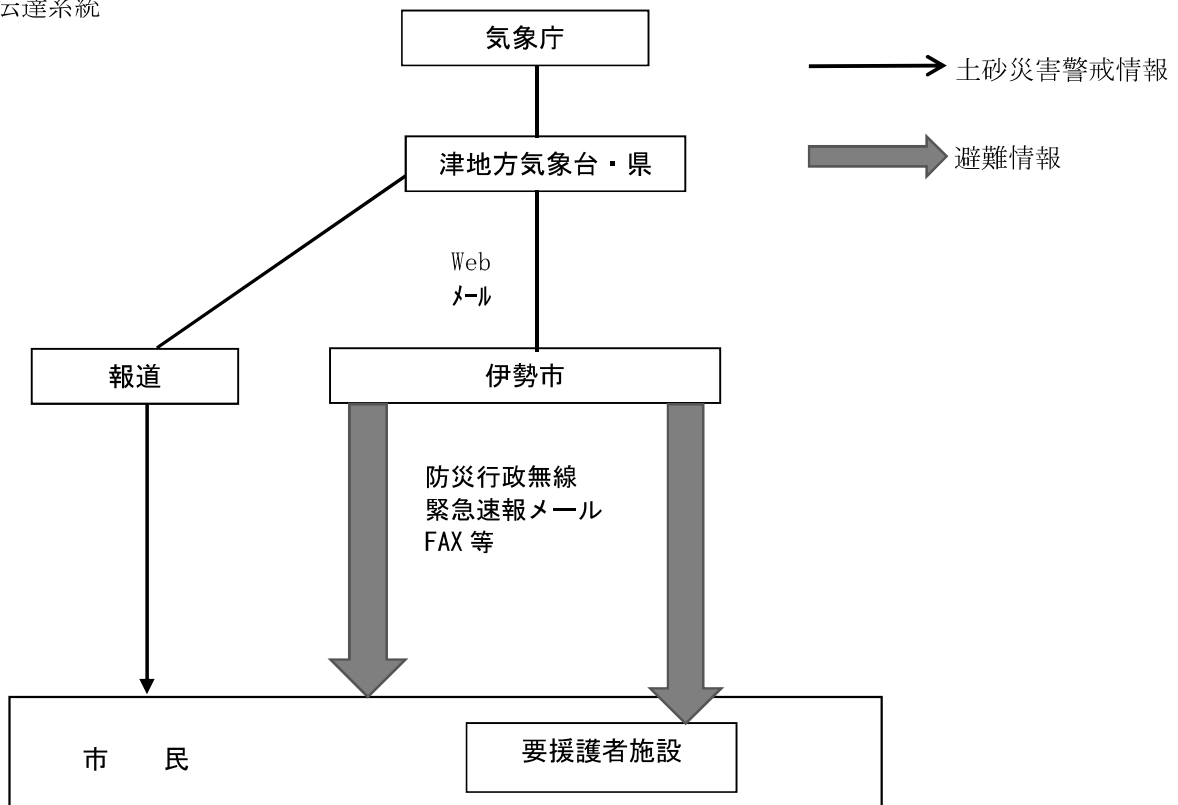 伝達系統
気象庁
土砂災害警戒情報
津地方気象台・県
避難情報
Web
メール
報道
伊勢市
防災行政無線
緊急速報メール
FAX 等
市　　民
要援護者施設